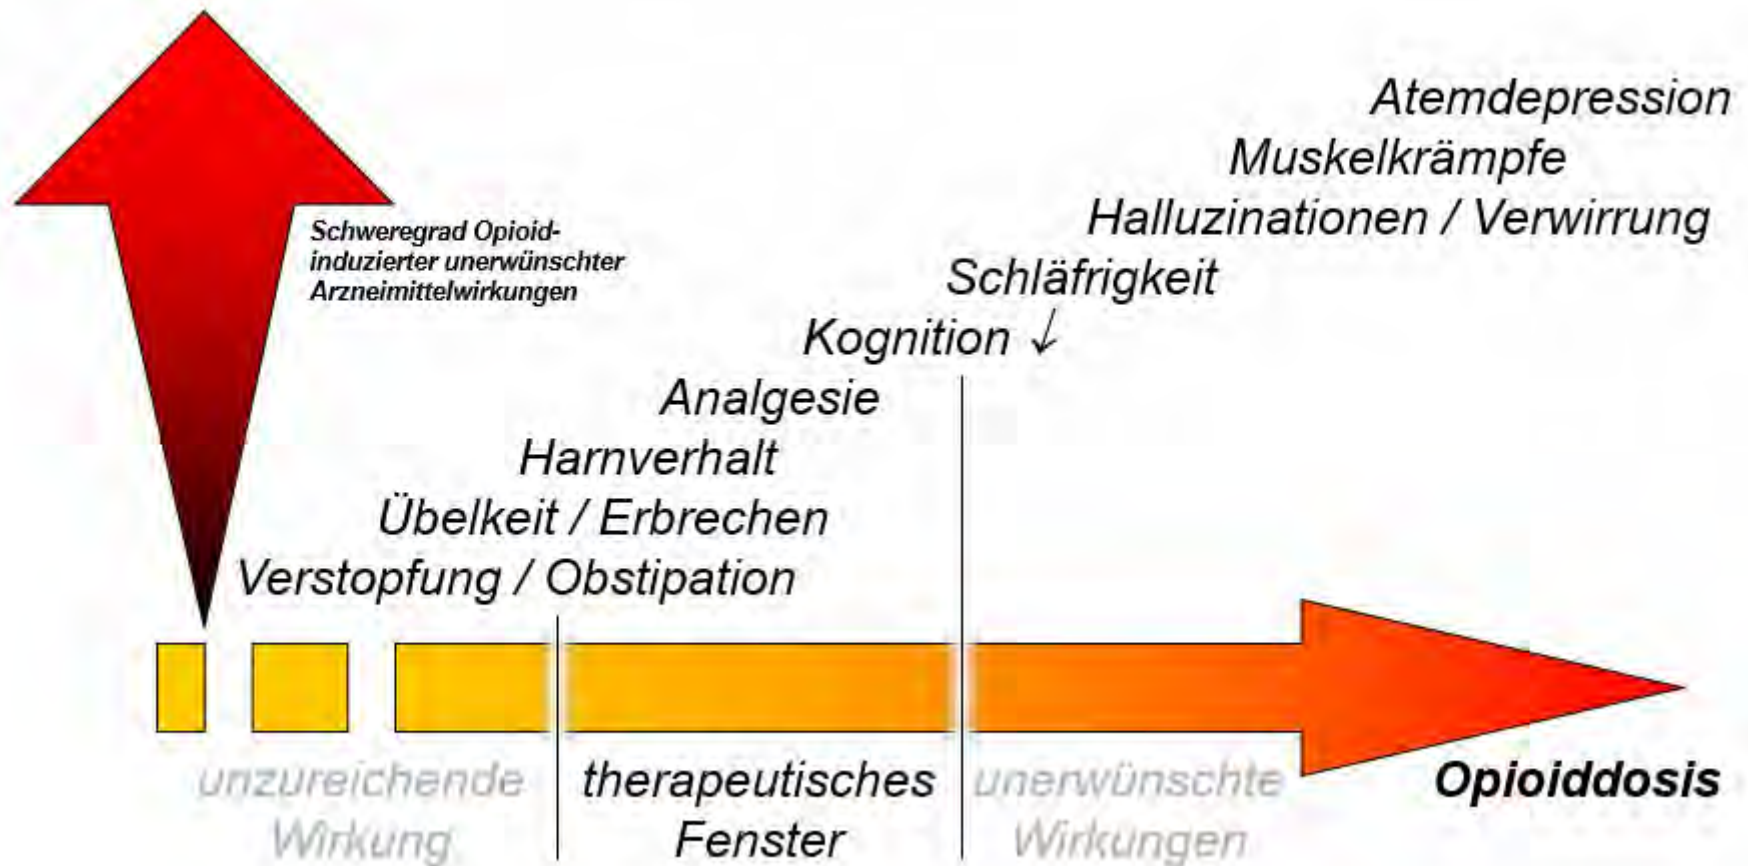 Atemdepression
Muskelkrämpfe
Halluzinationen / Verwirrung
Schweregrad Opioid-
induzierter unerwünschter
Arzneimittelwirkungen
Schläfrigkeit
Kognition ↓
Analgesie
Harnverhalt
Übelkeit / Erbrechen
Verstopfung / Obstipation
unzureichende
Wirkung
therapeutisches
Fenster
unerwünschte
Wirkungen
Opioiddosis